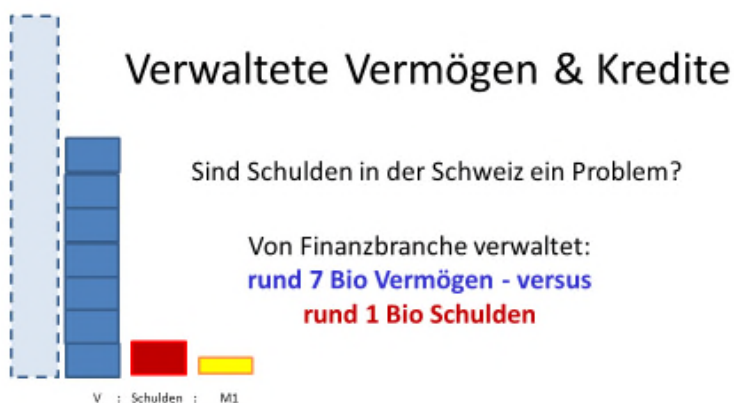 Verwaltete Vermögen & Kredite
Sind Schulden in der Schweiz ein Problem?
Von Finanzbranche verwaltet:
rund 7 Bio Vermögen - versus
rund 1 Bio Schulden
V : Schulden : M1